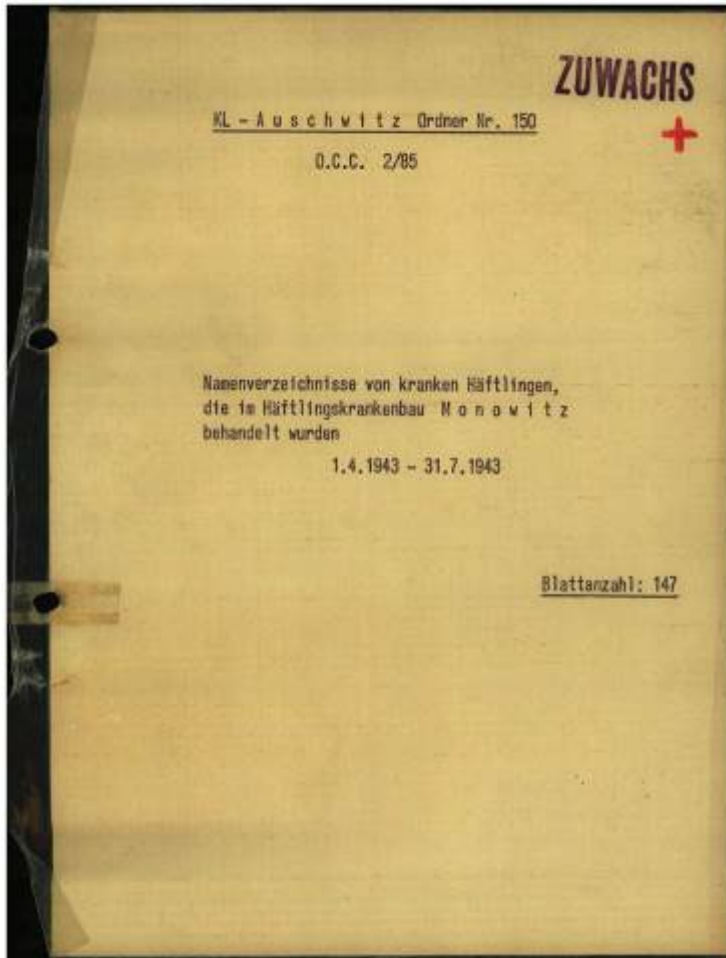 ZUWACHS
KL - A u s c h w i t z Ordner Nr. 150
O.C.C. 2/85
Namenverzeichnisse von kranken Häftlingen,
die im Häftlingskrankenbau M o n o w i t z
behandelt wurden
1.4.1943 - 31.7.1943
Blattanzahl: 147